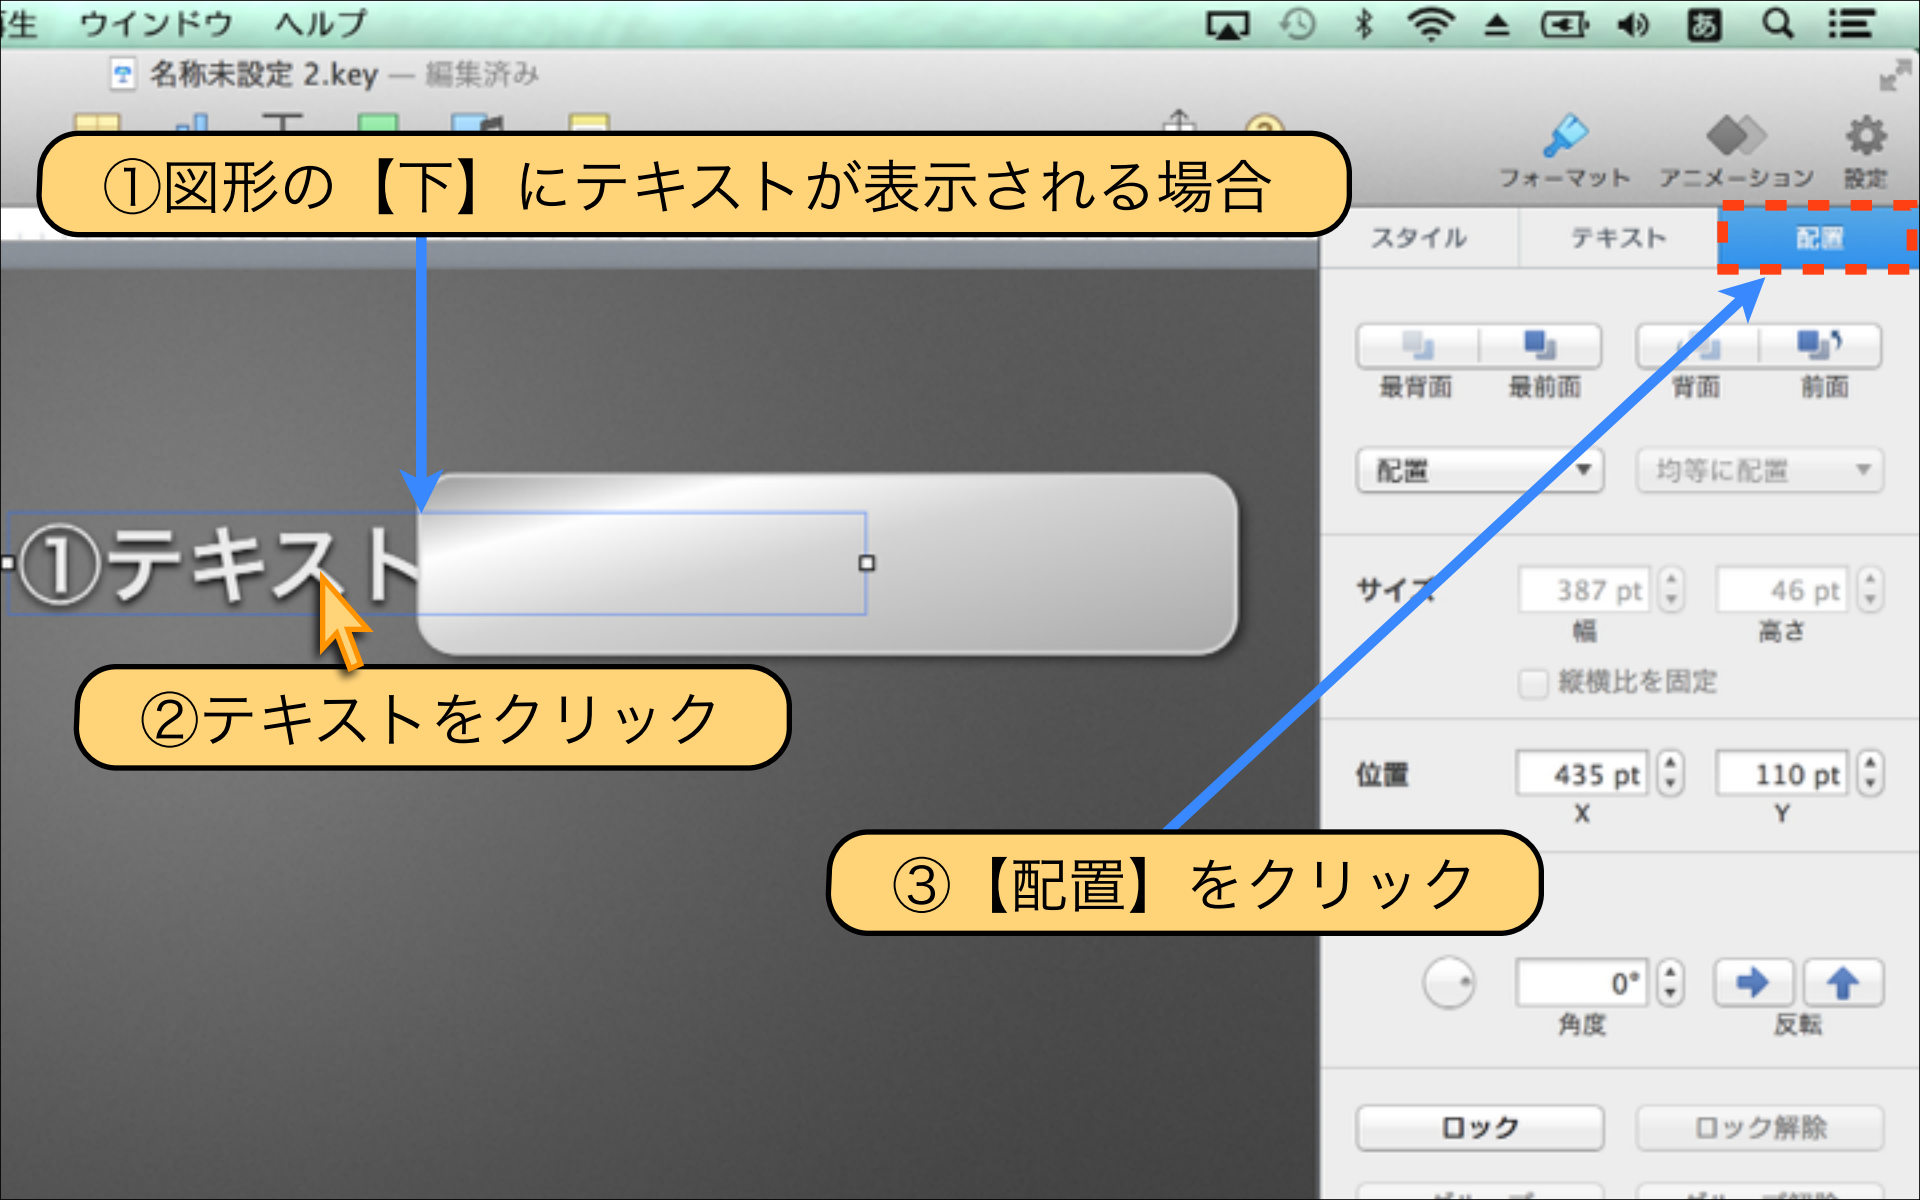 生 ウインドウ ヘルプ
あ
名称未設定 2.key — 編集済み
①図形の【下】にテキストが表示される場合
フォーマット アニメーション 設定
スタイル テキスト 配置
最背面 最前面 背面 前面
配置 均等に配置
①テキスト
サイズ 387 pt 46 pt
幅 高さ
縦横比を固定
②テキストをクリック
位置 435 pt 110 pt
X Y
③【配置】をクリック
0°
角度 反転
ロック ロック解除